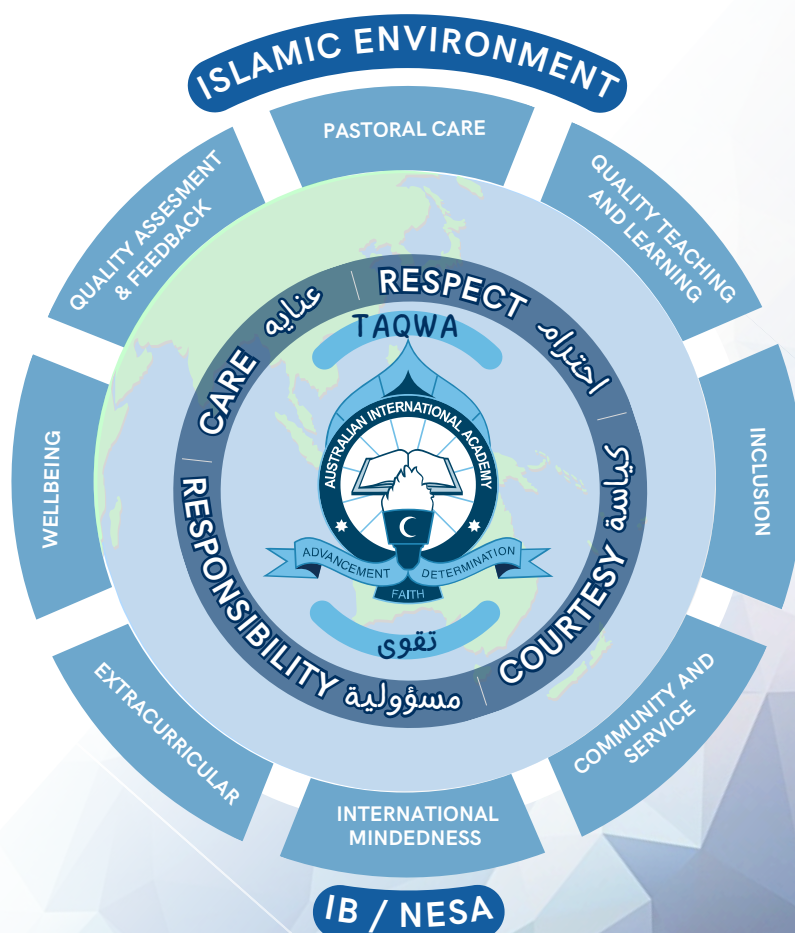 ISLAMIC ENVIRONMENT
PASTORAL CARE
QUALITY TEACHING
AND LEARNING
INCLUSION
COMMUNITY AND
SERVICE
INTERNATIONAL
MINDEDNESS
EXTRACURRICULAR
WELLBEING
QUALITY ASSESMENT
& FEEDBACK
RESPECT احترام
COURTESY كياسة
RESPONSIBILITY مسؤولية
CARE عنايه
TAQWA
AUSTRALIAN INTERNATIONAL ACADEMY
ADVANCEMENT DETERMINATION
FAITH
تقوى
IB / NESA